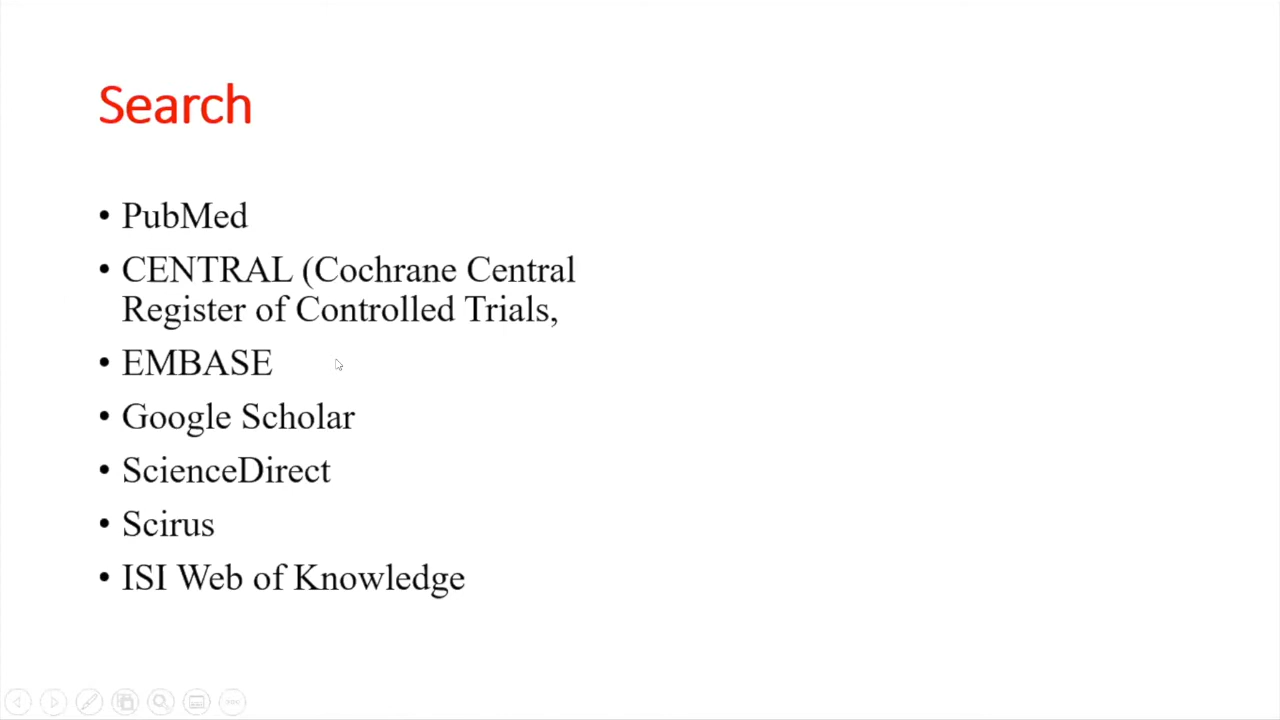 Search
• PubMed
• CENTRAL (Cochrane Central
Register of Controlled Trials,
• EMBASE
• Google Scholar
• ScienceDirect
• Scirus
• ISI Web of Knowledge